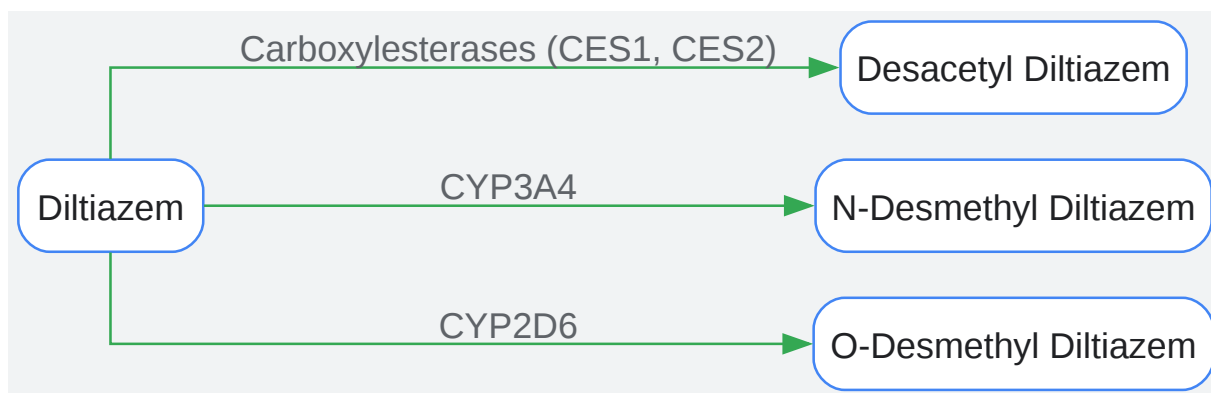 Carboxylesterases (CES1, CES2)
Desacetyl Diltiazem
Diltiazem
CYP3A4
N-Desmethyl Diltiazem
CYP2D6
O-Desmethyl Diltiazem